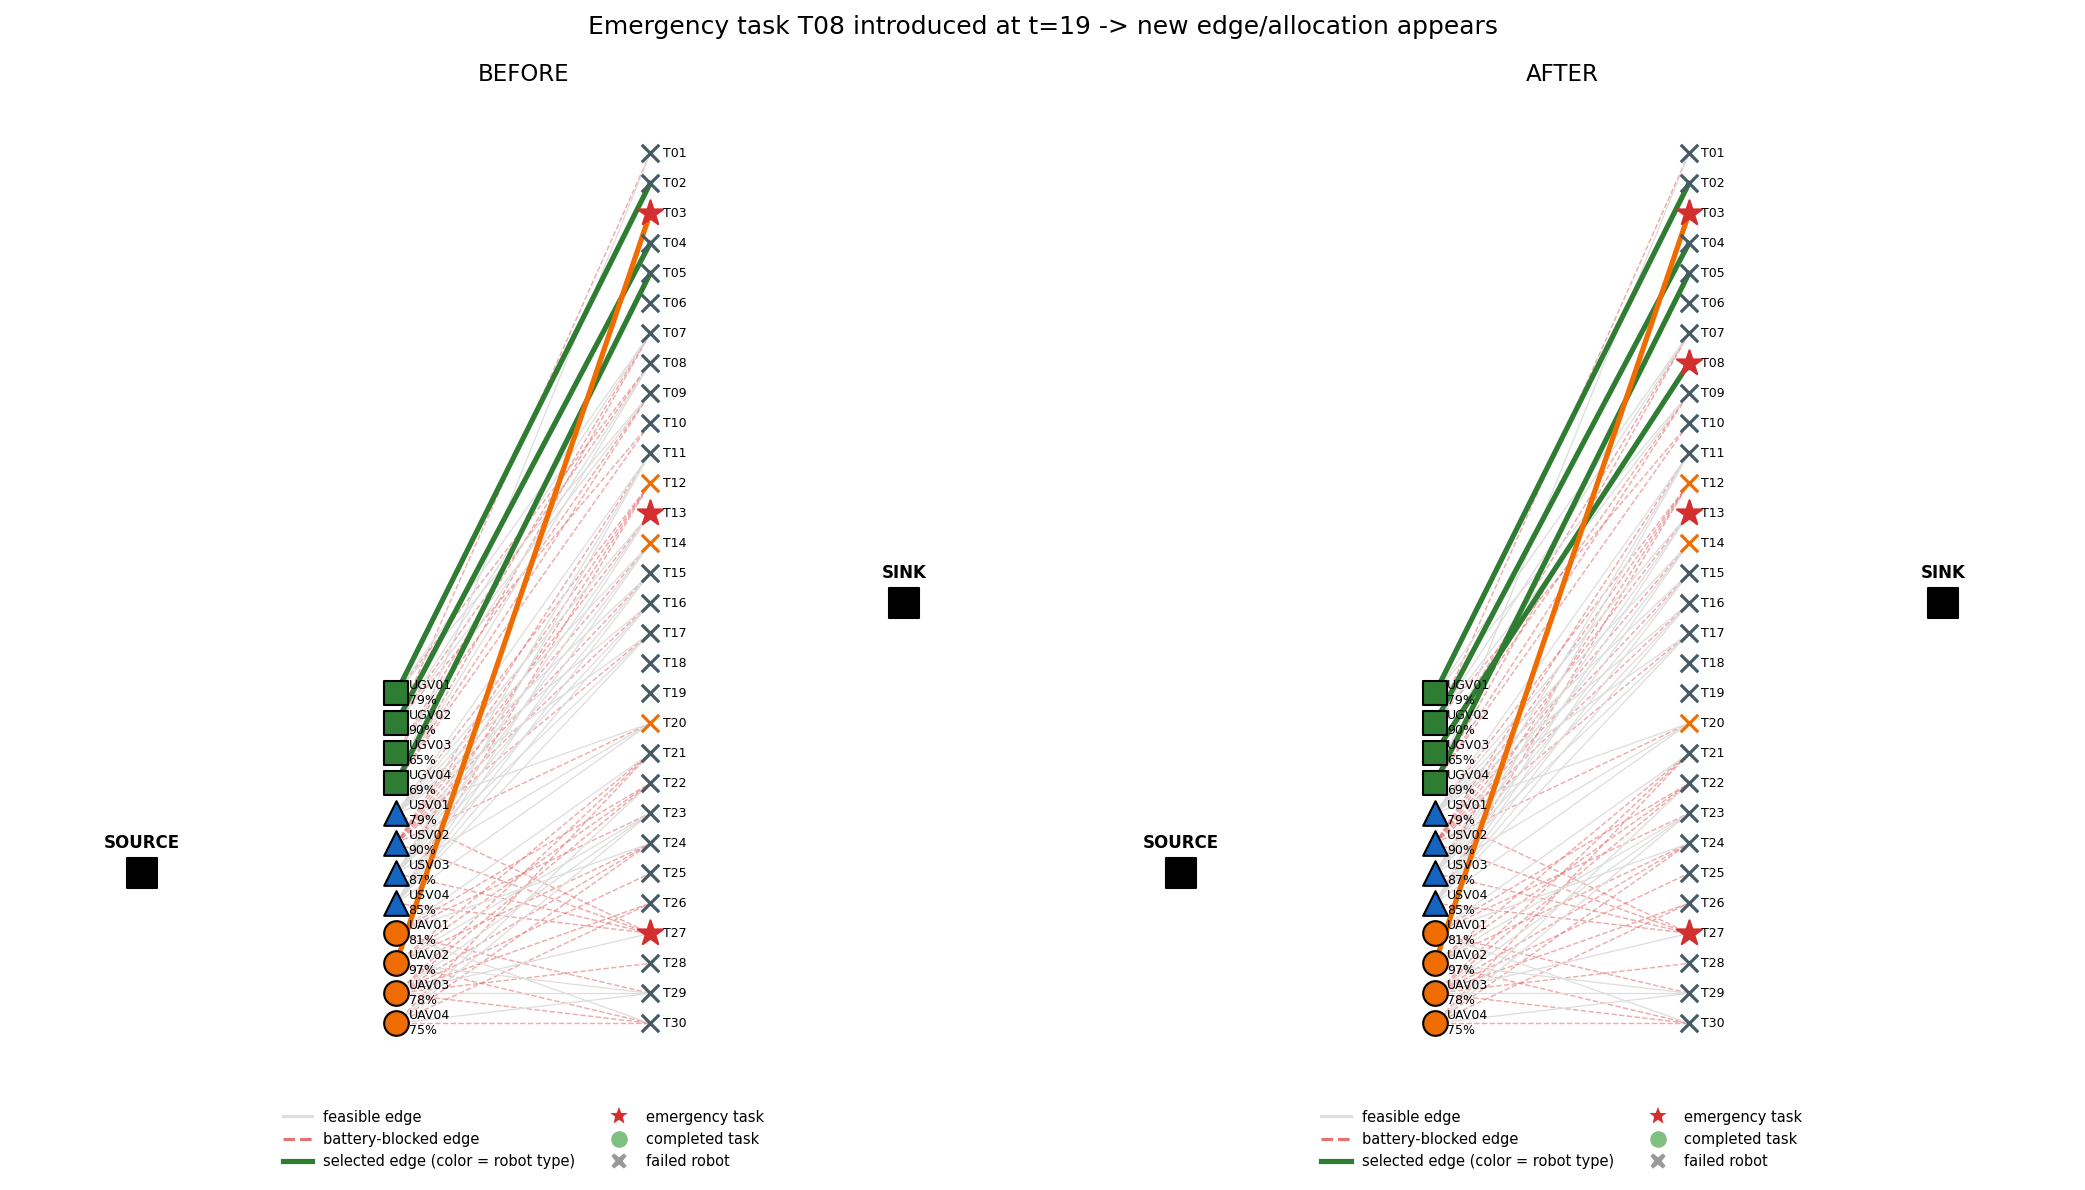 Emergency task T08 introduced at t=19 -> new edge/allocation appears
BEFORE
T01
T02
T03
T04
T05
T06
T07
T08
T09
T10
T11
T12
T13
T14
T15
T16
T17
T18
T19
T20
T21
T22
T23
T24
T25
T26
T27
T28
T29
T30
SINK
UGV01
79%
UGV02
90%
UGV03
65%
UGV04
69%
USV01
79%
USV02
90%
USV03
87%
USV04
85%
UAV01
81%
UAV02
97%
UAV03
78%
UAV04
75%
SOURCE
feasible edge
battery-blocked edge
selected edge (color = robot type)
emergency task
completed task
failed robot
AFTER
T01
T02
T03
T04
T05
T06
T07
T08
T09
T10
T11
T12
T13
T14
T15
T16
T17
T18
T19
T20
T21
T22
T23
T24
T25
T26
T27
T28
T29
T30
SINK
UGV01
79%
UGV02
90%
UGV03
65%
UGV04
69%
USV01
79%
USV02
90%
USV03
87%
USV04
85%
UAV01
81%
UAV02
97%
UAV03
78%
UAV04
75%
SOURCE
feasible edge
battery-blocked edge
selected edge (color = robot type)
emergency task
completed task
failed robot